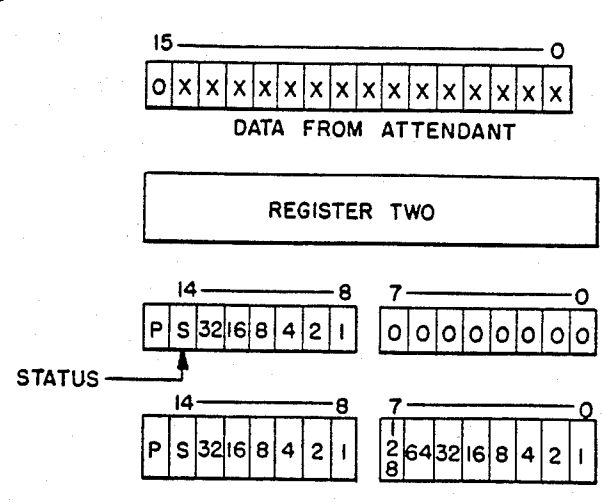 15 0
0 X X X X X X X X X X X X X X X
DATA FROM ATTENDANT
REGISTER TWO
14 8 7 0
P S 32 16 8 4 2 1 0 0 0 0 0 0 0 0
STATUS
14 8 7 0
P S 32 16 8 4 2 1 128 64 32 16 8 4 2 1